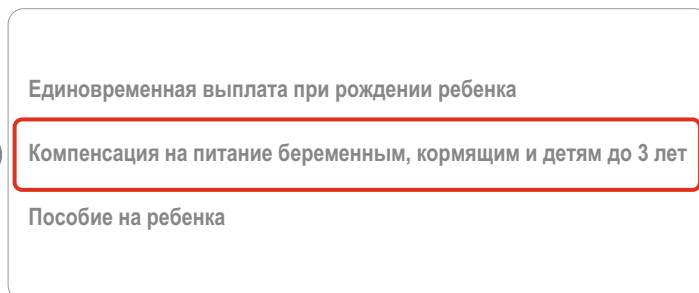 Единовременная выплата при рождении ребенка
Компенсация на питание беременным, кормящим и детям до 3 лет
Пособие на ребенка